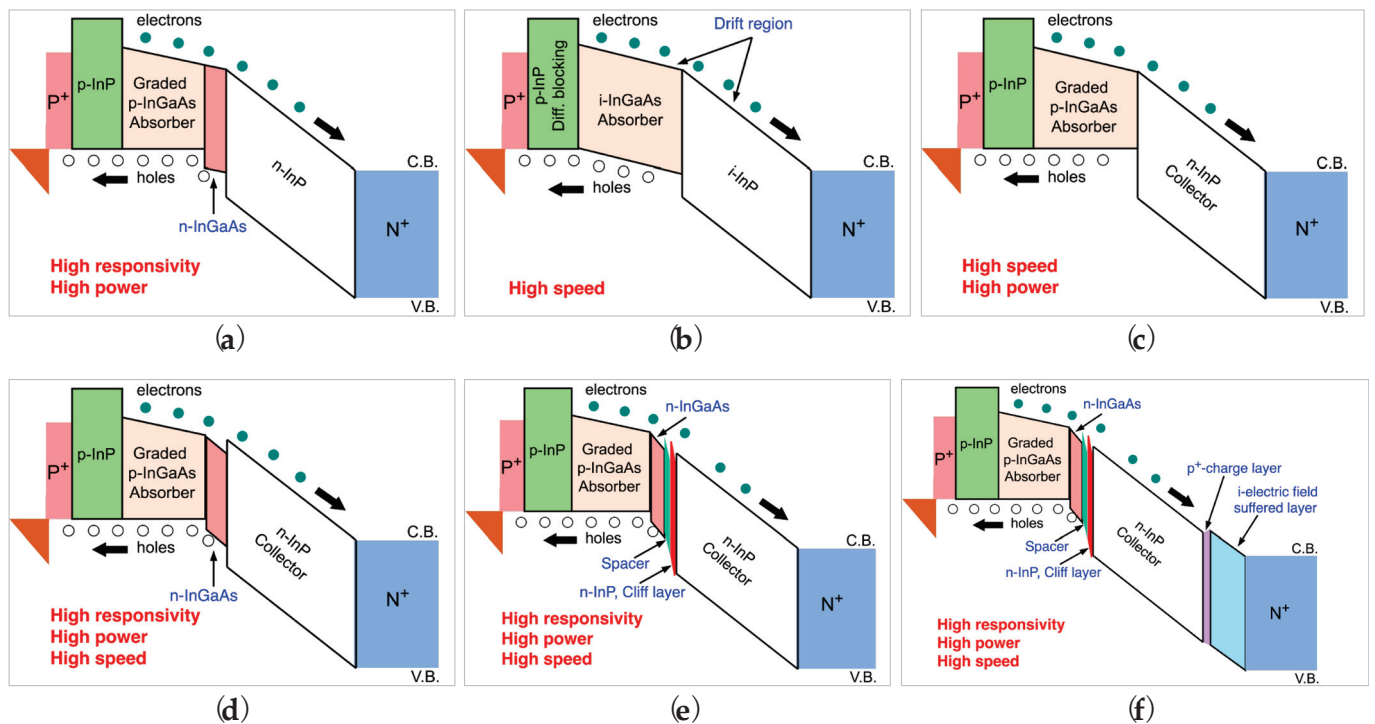 electrons
P+
p-InP
Graded
p-InGaAs
Absorber
n-InP
C.B.
holes
n-InGaAs
N+
High responsivity
High power
V.B.
(a)
electrons
Drift region
P+
p-InP
Diff. blocking
i-InGaAs
Absorber
i-InP
C.B.
holes
N+
High speed
V.B.
(b)
electrons
P+
p-InP
Graded
p-InGaAs
Absorber
n-InP
Collector
C.B.
holes
N+
High speed
High power
V.B.
(c)
electrons
P+
p-InP
Graded
p-InGaAs
Absorber
n-InP
Collector
C.B.
holes
n-InGaAs
N+
High responsivity
High power
High speed
V.B.
(d)
electrons
n-InGaAs
P+
p-InP
Graded
p-InGaAs
Absorber
n-InP
Collector
C.B.
holes
Spacer
n-InP, Cliff layer
N+
High responsivity
High power
High speed
V.B.
(e)
electrons
n-InGaAs
P+
p-InP
Graded
p-InGaAs
Absorber
p+-charge layer
i-electric field
suffered layer
n-InP
Collector
holes
Spacer
n-InP, Cliff layer
C.B.
N+
High responsivity
High power
High speed
V.B.
(f)